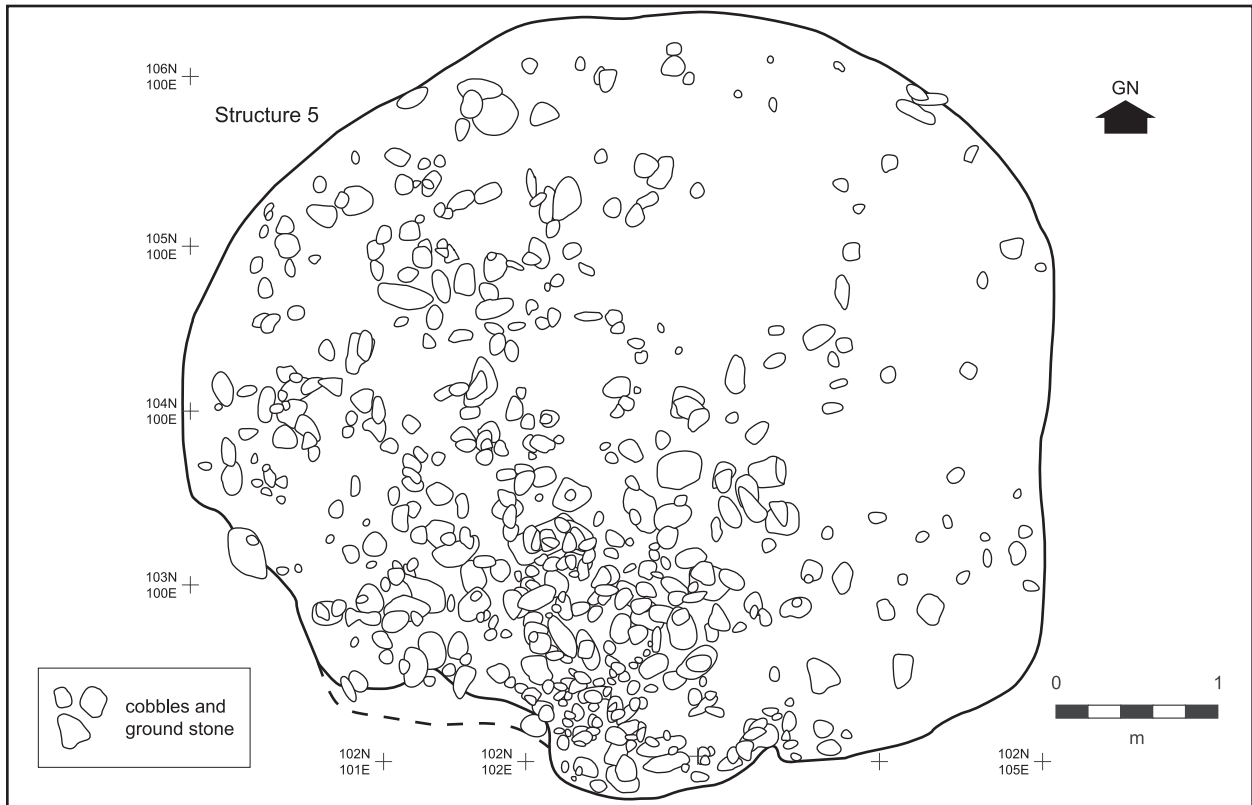 106N
100E
Structure 5
GN
105N
100E
104N
100E
103N
100E
cobbles and
ground stone
0 1
m
102N
101E
102N
102E
102N
105E